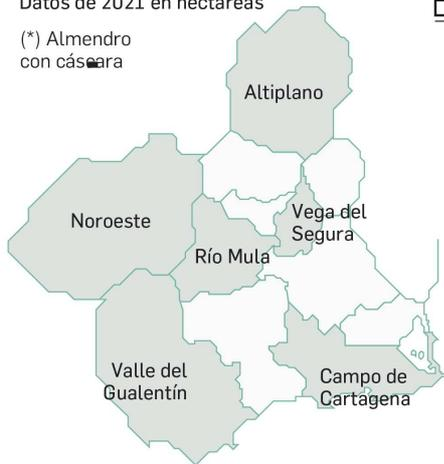 Datos de 2021 en hectáreas
(*) Almendro
con cáscara
Altiplano
Noroeste
Vega del
Segura
Río Mula
Valle del
Gualentín
Campo de
Cartagena